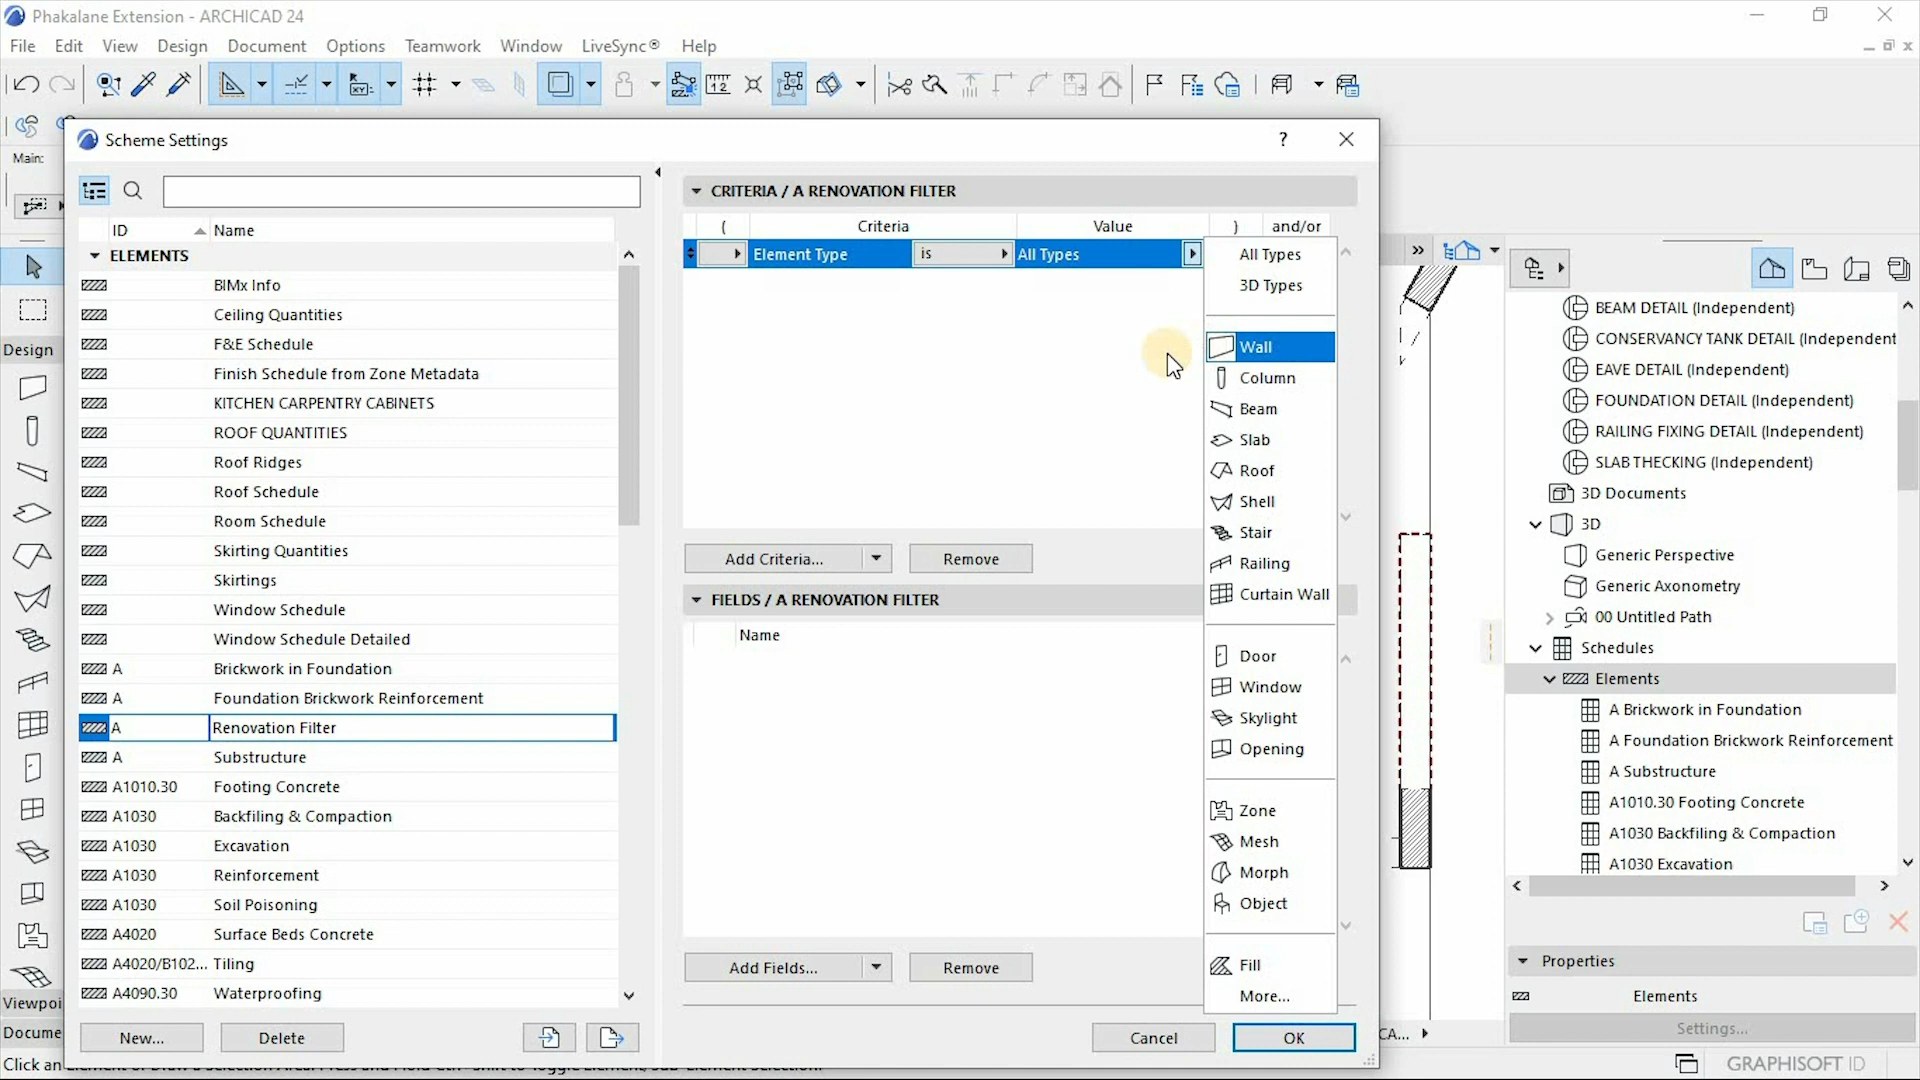 Phakalane Extension - ARCHICAD 24
File Edit View Design Document Options Teamwork Window LiveSync® Help
Main:
Scheme Settings
?
ID Name
ELEMENTS
BIMx Info
Ceiling Quantities
F&E Schedule
Finish Schedule from Zone Metadata
KITCHEN CARPENTRY CABINETS
ROOF QUANTITIES
Roof Ridges
Roof Schedule
Room Schedule
Skirting Quantities
Skirtings
Window Schedule
Window Schedule Detailed
A Brickwork in Foundation
A Foundation Brickwork Reinforcement
A Renovation Filter
A Substructure
A1010.30 Footing Concrete
A1030 Backfiling & Compaction
A1030 Excavation
A1030 Reinforcement
A1030 Soil Poisoning
A4020 Surface Beds Concrete
A4020/B102... Tiling
A4090.30 Waterproofing
New...
Delete
CRITERIA / A RENOVATION FILTER
( Criteria Value ) and/or
Element Type is All Types
Add Criteria...
Remove
FIELDS / A RENOVATION FILTER
Name
Add Fields...
Remove
Cancel
OK
All Types
3D Types
Wall
Column
Beam
Slab
Roof
Shell
Stair
Railing
Curtain Wall
Door
Window
Skylight
Opening
Zone
Mesh
Morph
Object
Fill
More...
Design
Viewpoi
Docume
BEAM DETAIL (Independent)
CONSERVANCY TANK DETAIL (Independent
EAVE DETAIL (Independent)
FOUNDATION DETAIL (Independent)
RAILING FIXING DETAIL (Independent)
SLAB THECKING (Independent)
3D Documents
3D
Generic Perspective
Generic Axonometry
00 Untitled Path
Schedules
Elements
A Brickwork in Foundation
A Foundation Brickwork Reinforcement
A Substructure
A1010.30 Footing Concrete
A1030 Backfiling & Compaction
A1030 Excavation
Properties
Elements
Settings...
CA...
GRAPHISOFT ID
Click an